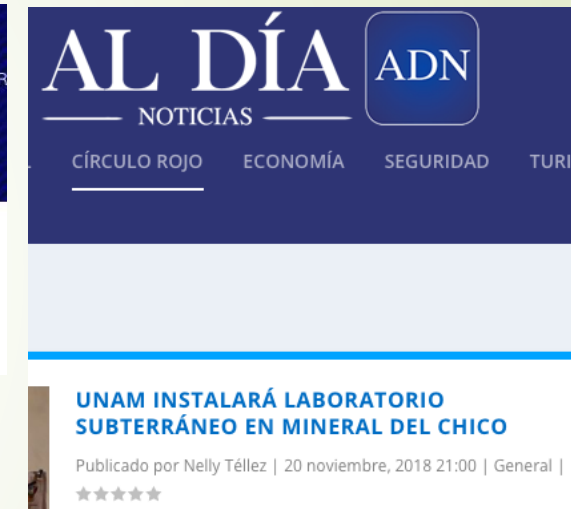 AL DÍA
ADN
NOTICIAS
CÍRCULO ROJO ECONOMÍA SEGURIDAD TURI
UNAM INSTALARÁ LABORATORIO
SUBTERRÁNEO EN MINERAL DEL CHICO
Publicado por Nelly Téllez | 20 noviembre, 2018 21:00 | General |